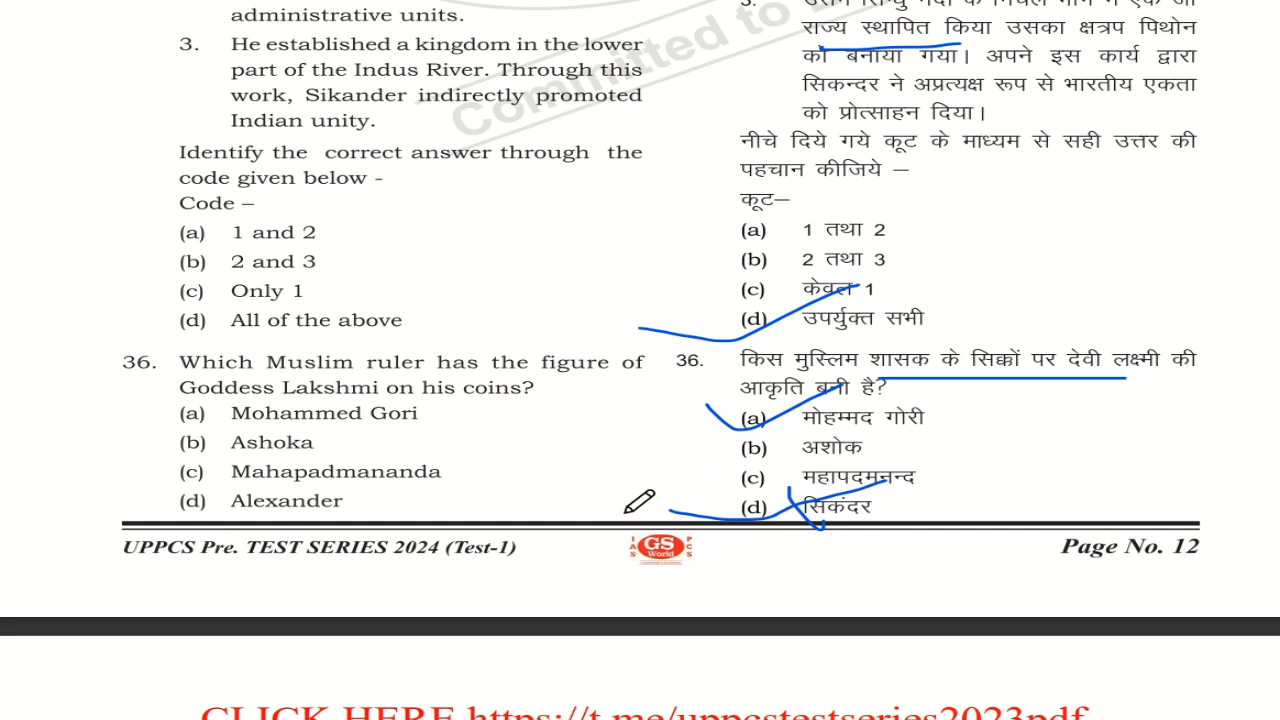 administrative units.
3. He established a kingdom in the lower
part of the Indus River. Through this
work, Sikander indirectly promoted
Indian unity.
Identify the correct answer through the
code given below -
Code –
(a) 1 and 2
(b) 2 and 3
(c) Only 1
(d) All of the above
36. Which Muslim ruler has the figure of
Goddess Lakshmi on his coins?
(a) Mohammed Gori
(b) Ashoka
(c) Mahapadmananda
(d) Alexander
3.
राज्य स्थापित किया उसका क्षत्रप पिथोन
को बनाया गया। अपने इस कार्य द्वारा
सिकन्दर ने अप्रत्यक्ष रूप से भारतीय एकता
को प्रोत्साहन दिया।
नीचे दिये गये कूट के माध्यम से सही उत्तर की
पहचान कीजिये –
कूट–
(a) 1 तथा 2
(b) 2 तथा 3
(c) केवल 1
(d) उपर्युक्त सभी
36. किस मुस्लिम शासक के सिक्कों पर देवी लक्ष्मी की
आकृति बनी है?
(a) मोहम्मद गोरी
(b) अशोक
(c) महापदमनन्द
(d) सिकंदर
Committed to
UPPCS Pre. TEST SERIES 2024 (Test-1)
IAS GS World PCS
Page No. 12
CLICK HERE https://t.me/uppcstestseries2023pdf